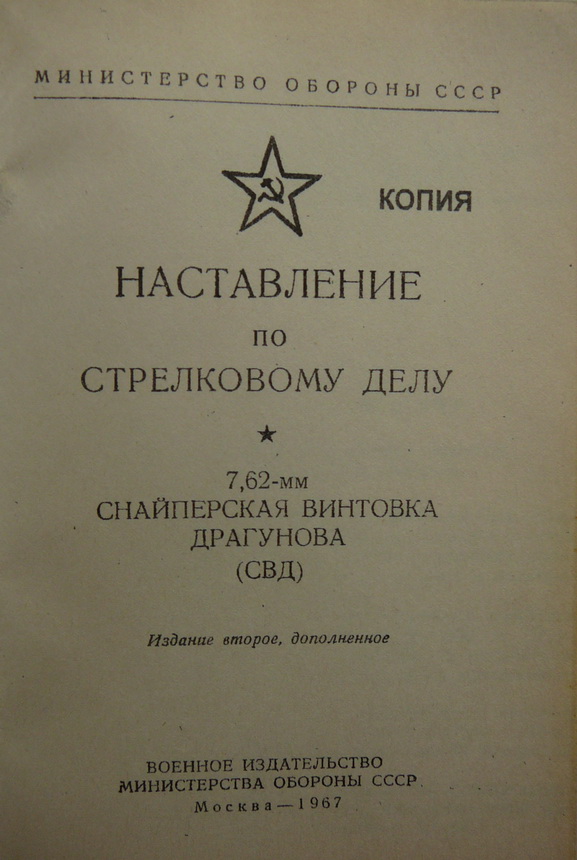 МИНИСТЕРСТВО ОБОРОНЫ СССР
КОПИЯ
НАСТАВЛЕНИЕ
ПО
СТРЕЛКОВОМУ ДЕЛУ
7,62-мм
СНАЙПЕРСКАЯ ВИНТОВКА
ДРАГУНОВА
(СВД)
Издание второе, дополненное
ВОЕННОЕ ИЗДАТЕЛЬСТВО
МИНИСТЕРСТВА ОБОРОНЫ СССР
Москва—1967